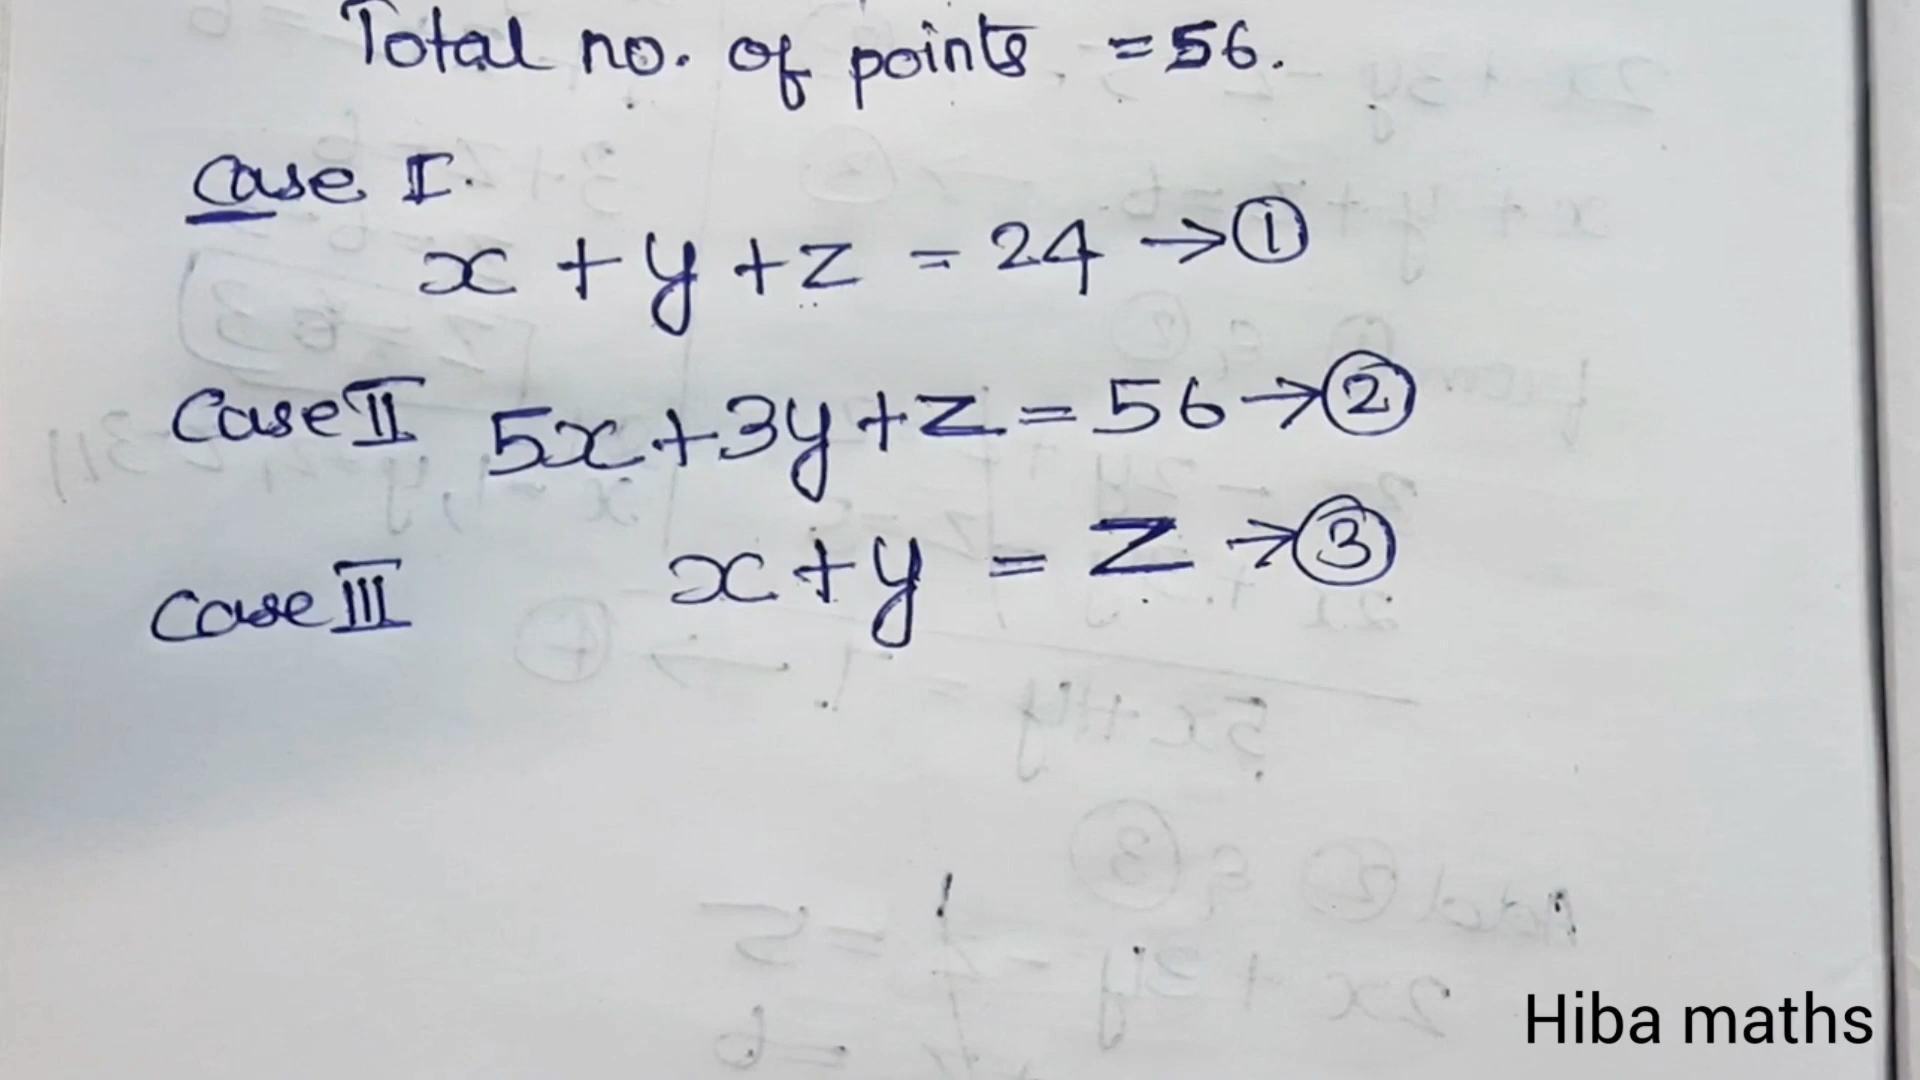 Total no. of points = 56.
Case I.
x + y + z = 24 → ①
Case II 5x + 3y + z = 56 → ②
Case III x + y = z → ③
Hiba maths